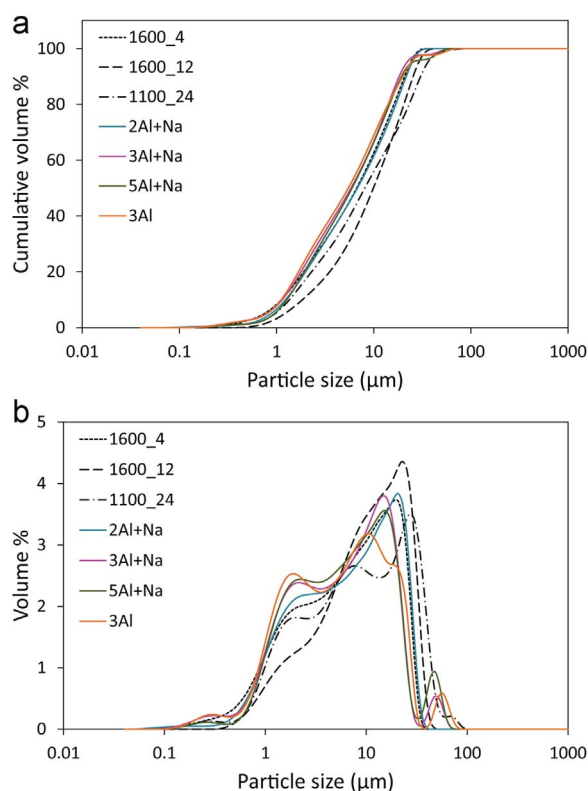 a
100
80
60
40
20
0
Cumulative volume %
1600_4
1600_12
1100_24
2Al+Na
3Al+Na
5Al+Na
3Al
0.01 0.1 1 10 100 1000
Particle size (µm)
b
5
4
3
2
1
0
Volume %
1600_4
1600_12
1100_24
2Al+Na
3Al+Na
5Al+Na
3Al
0.01 0.1 1 10 100 1000
Particle size (µm)